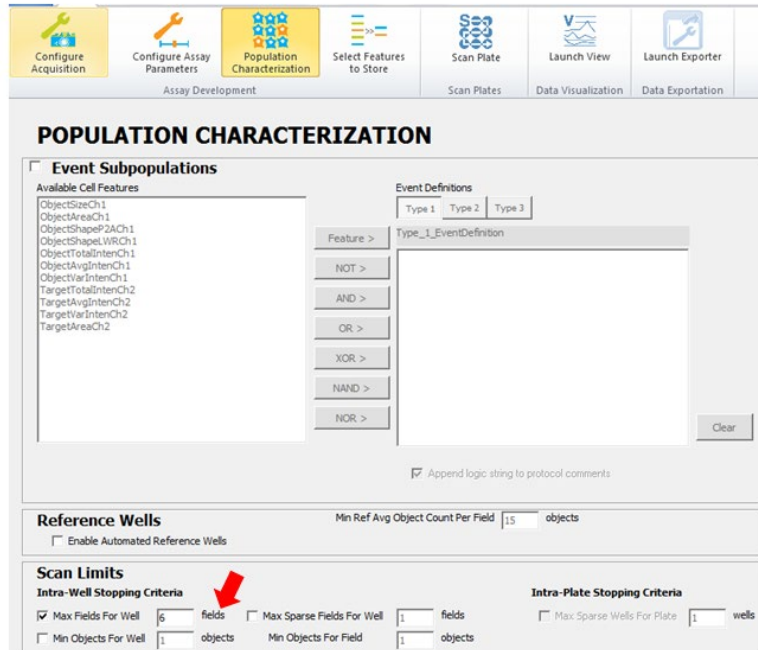 Configure Acquisition
Configure Assay Parameters
Population Characterization
Select Features to Store
Scan Plate
Launch View
Launch Exporter
Assay Development
Scan Plates
Data Visualization
Data Exportation
POPULATION CHARACTERIZATION
Event Subpopulations
Available Cell Features
ObjectSizeCh1
ObjectAreaCh1
ObjectShapeP2ACh1
ObjectShapeLWRCh1
ObjectTotalIntenCh1
ObjectAvgIntenCh1
ObjectVarIntenCh1
TargetTotalIntenCh2
TargetAvgIntenCh2
TargetVarIntenCh2
TargetAreaCh2
Feature >
NOT >
AND >
OR >
XOR >
NAND >
NOR >
Event Definitions
Type 1 Type 2 Type 3
Type_1_EventDefinition
Clear
Append logic string to protocol comments
Reference Wells
Min Ref Avg Object Count Per Field 15 objects
Enable Automated Reference Wells
Scan Limits
Intra-Well Stopping Criteria
Intra-Plate Stopping Criteria
Max Fields For Well 6 fields Max Sparse Fields For Well 1 fields Max Sparse Wells For Plate 1 wells
Min Objects For Well 1 objects Min Objects For Field 1 objects